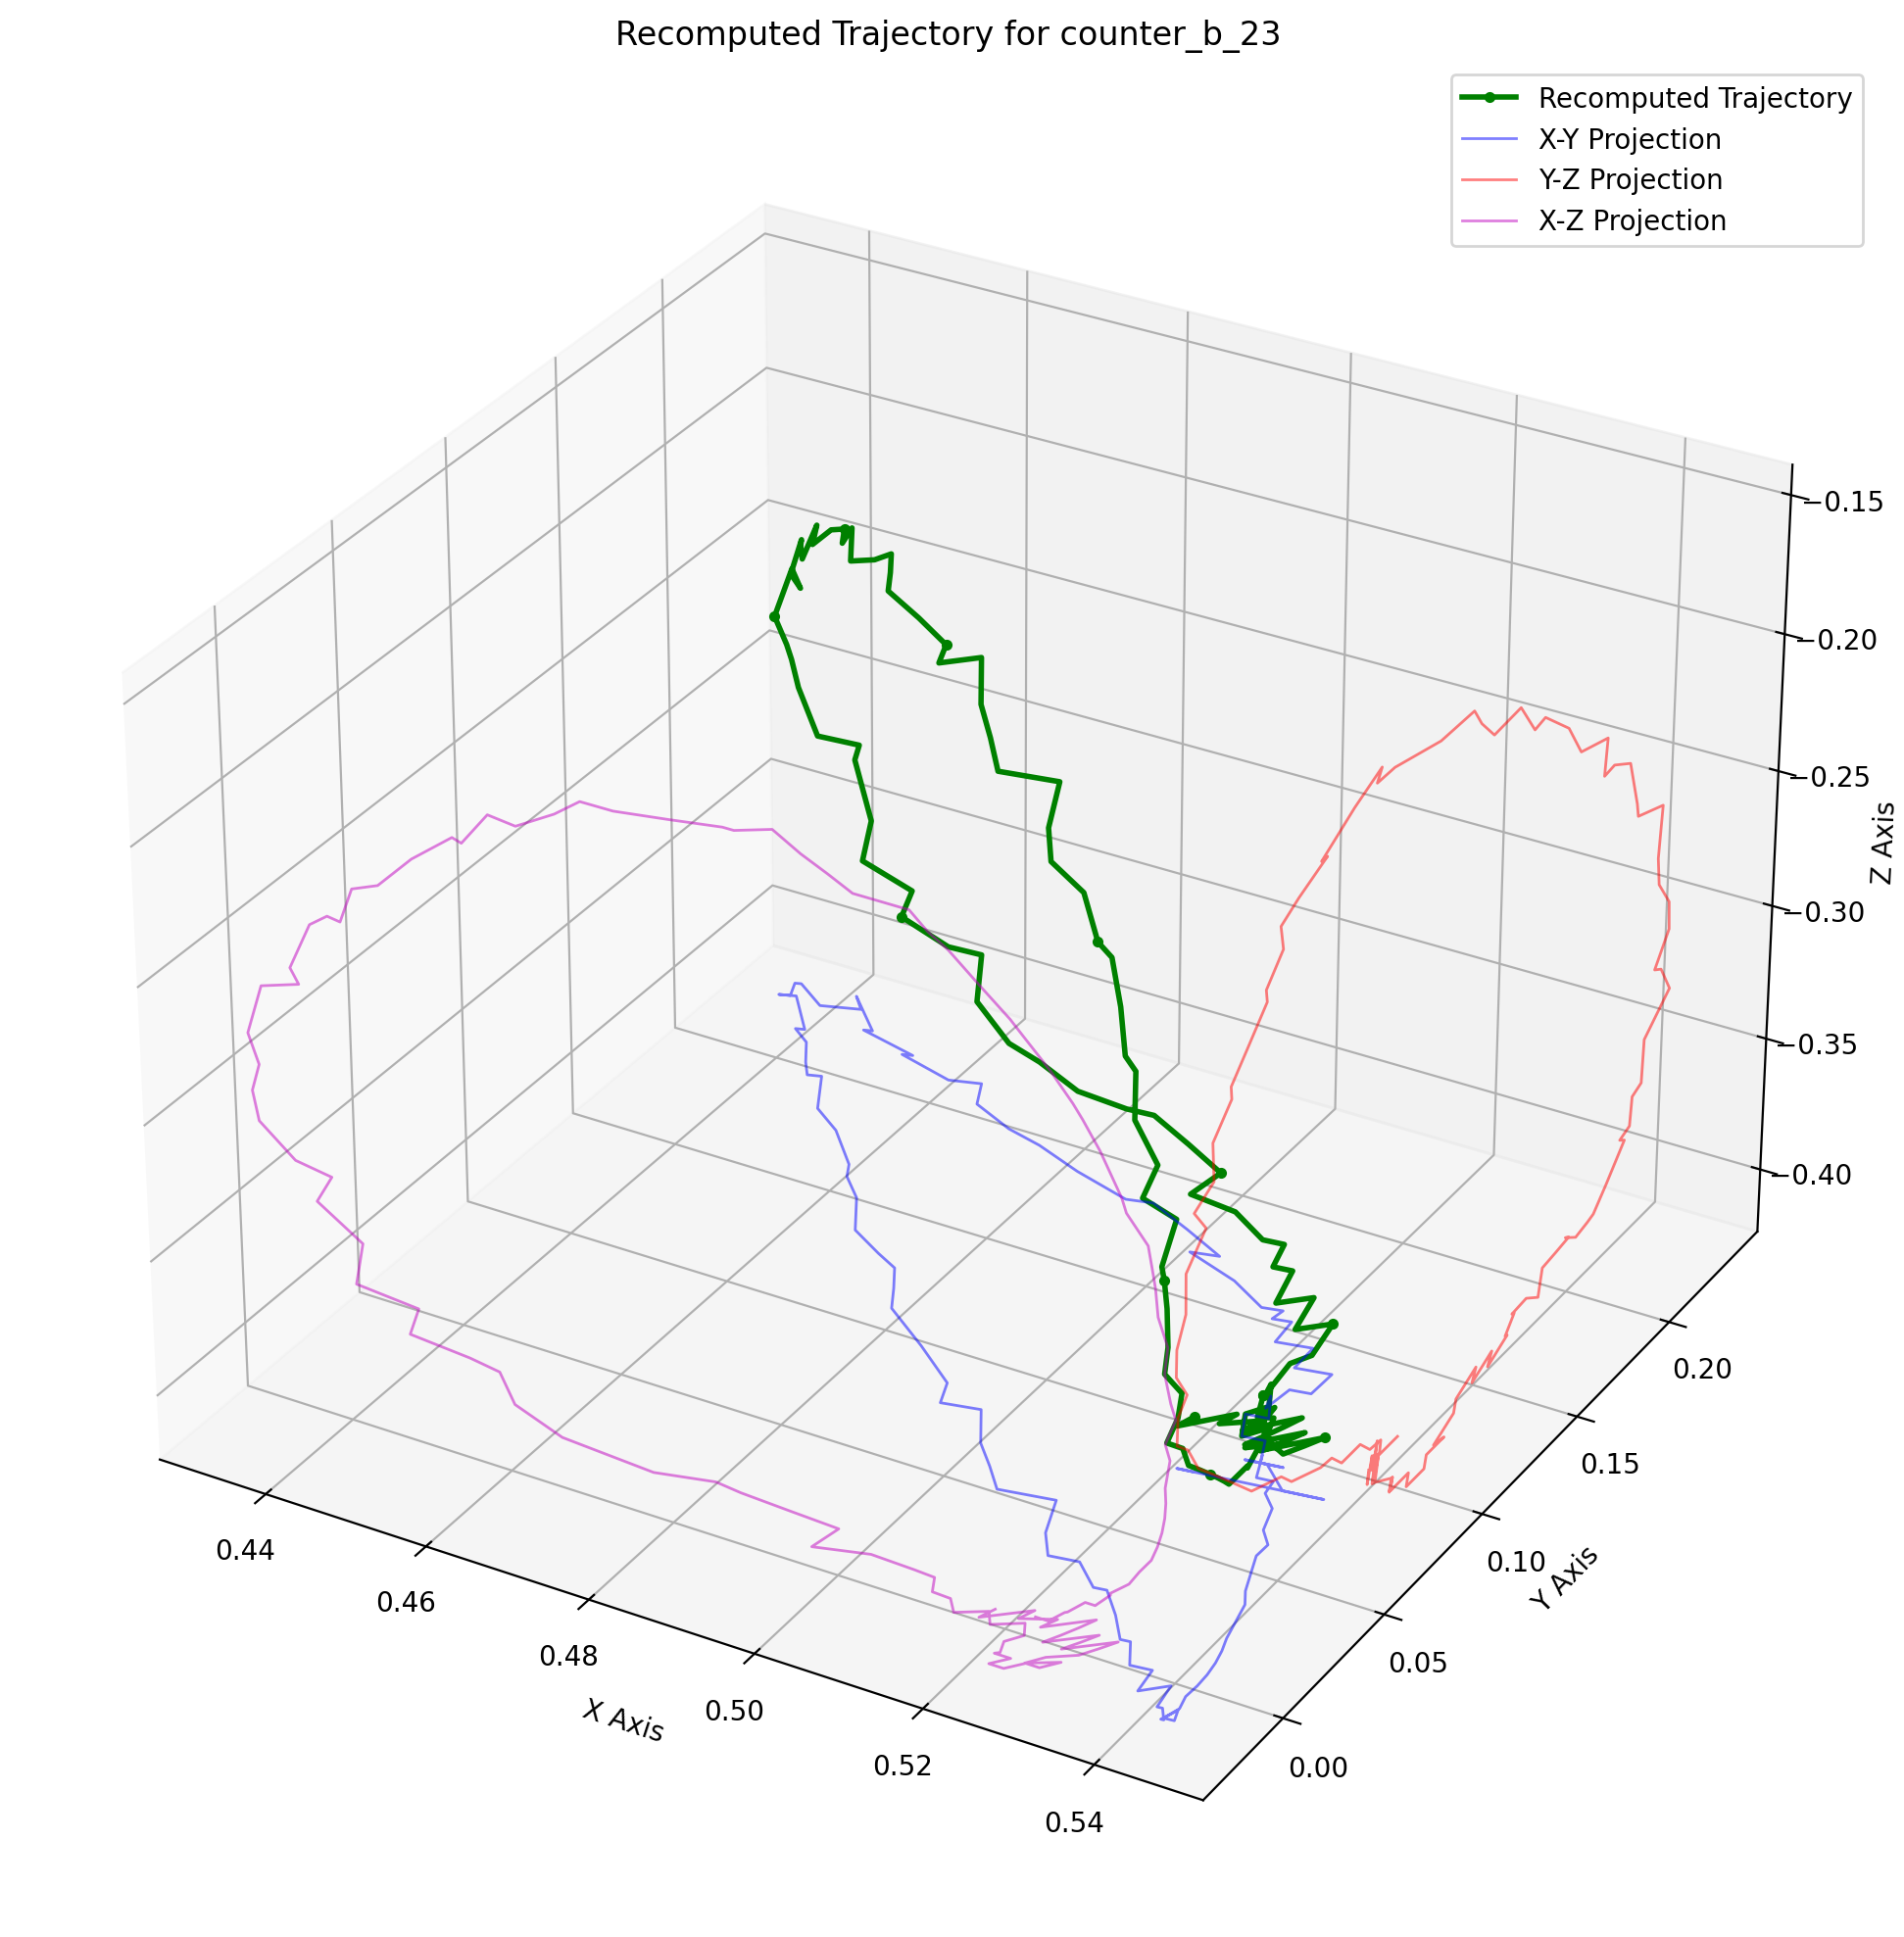 Recomputed Trajectory for counter_b_23
Recomputed Trajectory
X-Y Projection
Y-Z Projection
X-Z Projection
−0.15
−0.20
−0.25
−0.30
−0.35
−0.40
Z Axis
0.20
0.15
0.10
0.05
0.00
Y Axis
0.44
0.46
0.48
0.50
0.52
0.54
X Axis